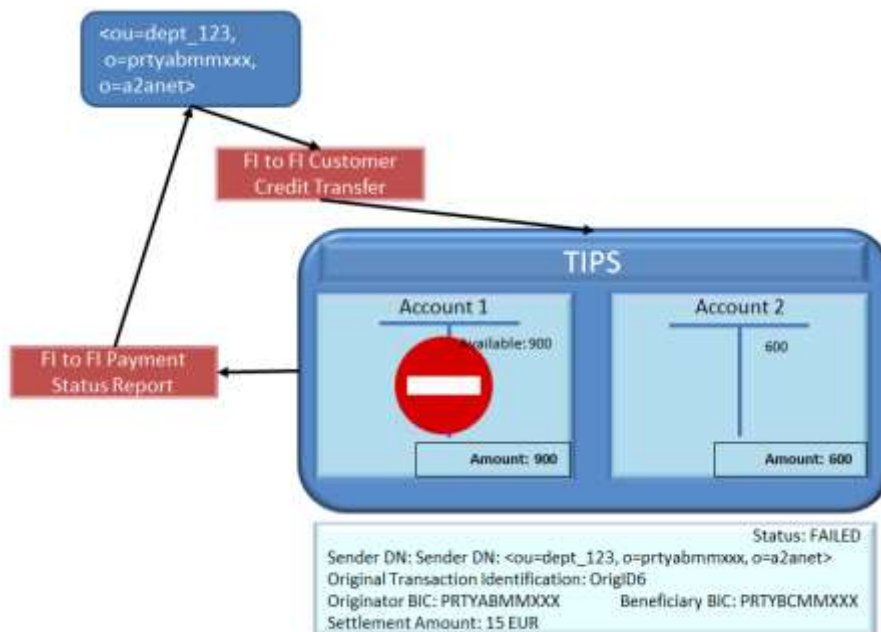 <ou=dept_123,
o=prtyabmmxxx,
o=a2anet>
FI to FI Customer
Credit Transfer
TIPS
Account 1
Available: 900
Amount: 900
Account 2
600
Amount: 600
FI to FI Payment
Status Report
Status: FAILED
Sender DN: Sender DN: <ou=dept_123, o=prtyabmmxxx, o=a2anet>
Original Transaction Identification: OrigID6
Originator BIC: PRTYABMMXXX Beneficiary BIC: PRTYBCMMXXX
Settlement Amount: 15 EUR